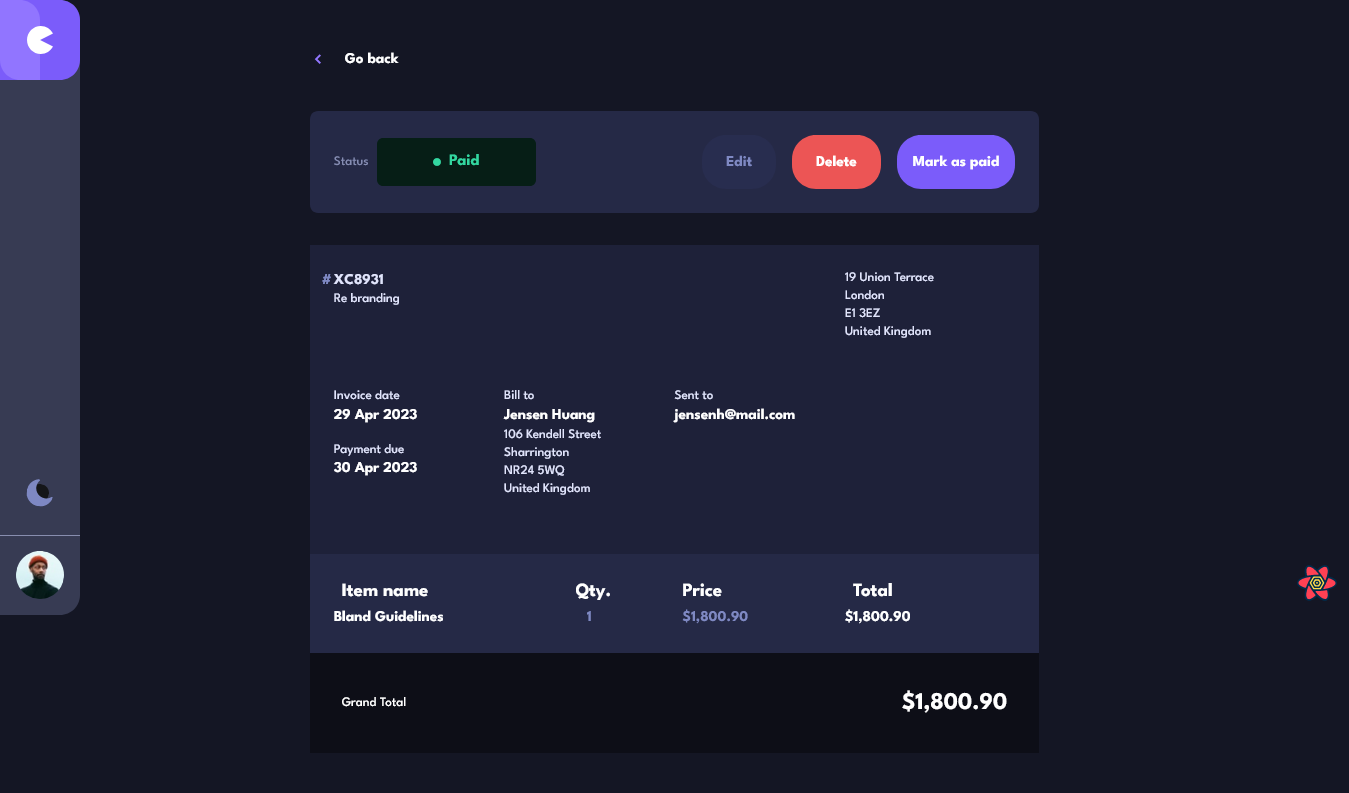 Go back
Status
Paid
Edit
Delete
Mark as paid
#XC8931
Re branding
19 Union Terrace
London
E1 3EZ
United Kingdom
Invoice date
29 Apr 2023
Payment due
30 Apr 2023
Bill to
Jensen Huang
106 Kendell Street
Sharrington
NR24 5WQ
United Kingdom
Sent to
jensenh@mail.com
Item name Qty. Price Total
Bland Guidelines 1 $1,800.90 $1,800.90
Grand Total $1,800.90